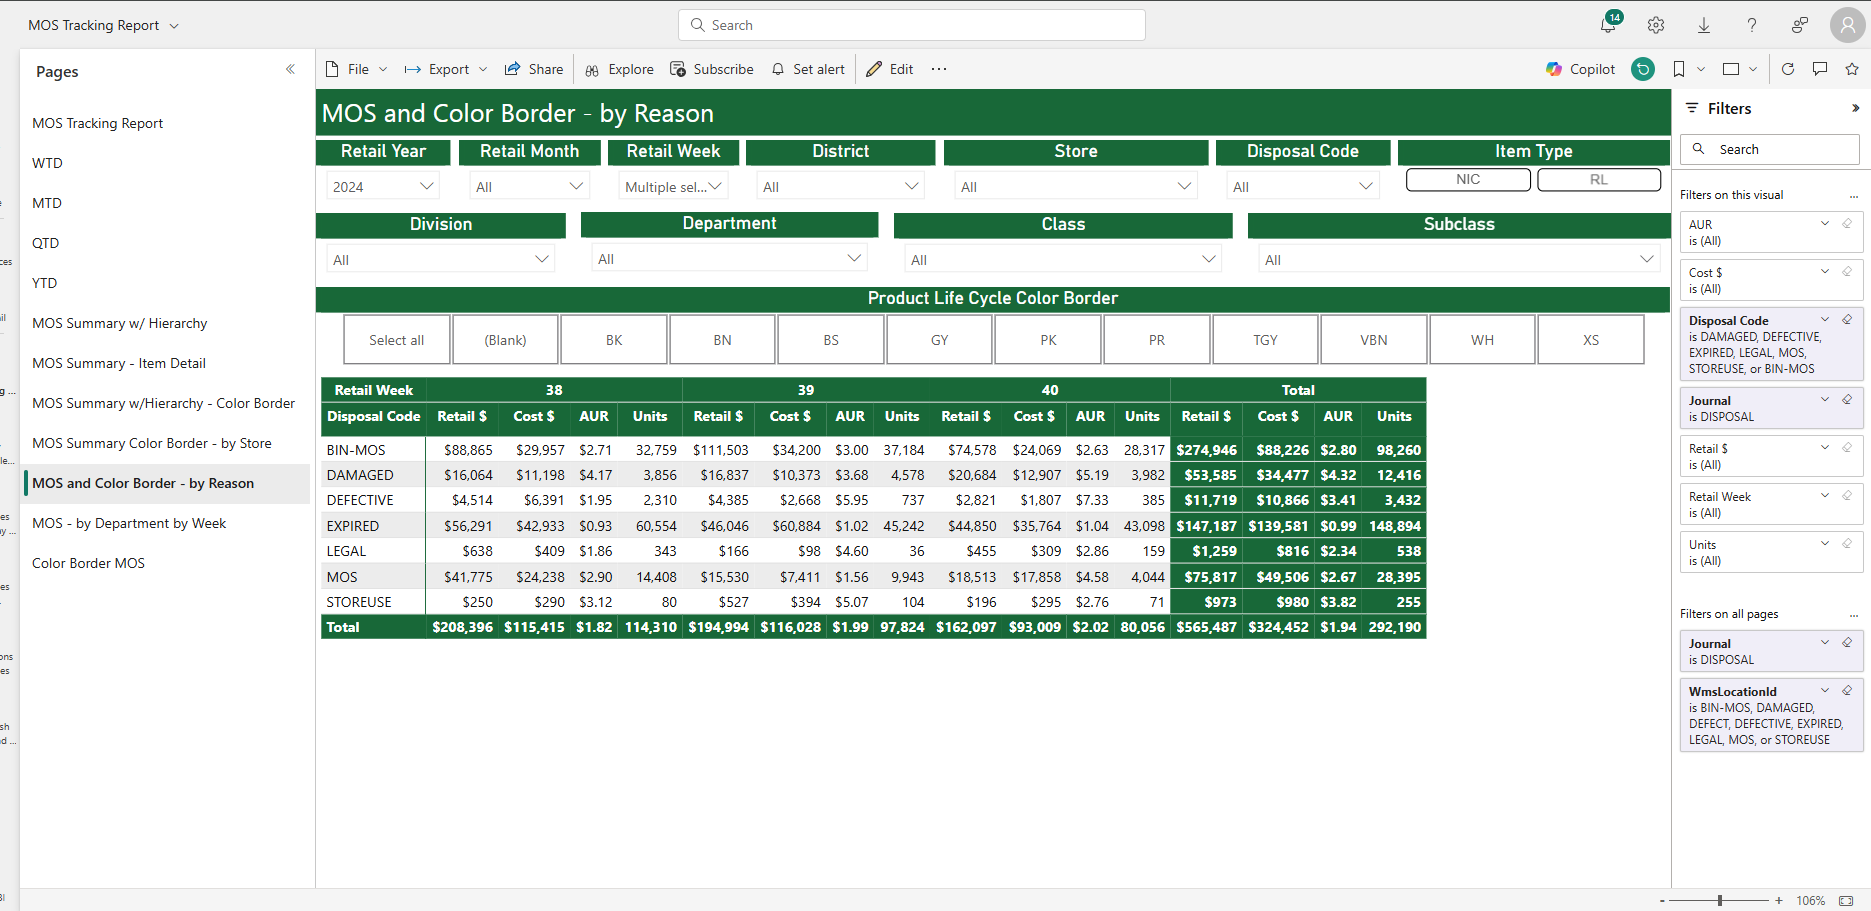 MOS Tracking Report
Search
14
Pages
MOS Tracking Report
WTD
MTD
QTD
YTD
MOS Summary w/ Hierarchy
MOS Summary - Item Detail
MOS Summary w/Hierarchy - Color Border
MOS Summary Color Border - by Store
MOS and Color Border - by Reason
MOS - by Department by Week
Color Border MOS
File Export Share Explore Subscribe Set alert Edit ... Copilot
MOS and Color Border - by Reason
Retail Year Retail Month Retail Week District Store Disposal Code Item Type
2024 All Multiple sel... All All All NIC RL
Division Department Class Subclass
All All All All
Product Life Cycle Color Border
Select all (Blank) BK BN BS GY PK PR TGY VBN WH XS
Retail Week 38 39 40 Total
Disposal Code Retail $ Cost $ AUR Units Retail $ Cost $ AUR Units Retail $ Cost $ AUR Units Retail $ Cost $ AUR Units
BIN-MOS $88,865 $29,957 $2.71 32,759 $111,503 $34,200 $3.00 37,184 $74,578 $24,069 $2.63 28,317 $274,946 $88,226 $2.80 98,260
DAMAGED $16,064 $11,198 $4.17 3,856 $16,837 $10,373 $3.68 4,578 $20,684 $12,907 $5.19 3,982 $53,585 $34,477 $4.32 12,416
DEFECTIVE $4,514 $6,391 $1.95 2,310 $4,385 $2,668 $5.95 737 $2,821 $1,807 $7.33 385 $11,719 $10,866 $3.41 3,432
EXPIRED $56,291 $42,933 $0.93 60,554 $46,046 $60,884 $1.02 45,242 $44,850 $35,764 $1.04 43,098 $147,187 $139,581 $0.99 148,894
LEGAL $638 $409 $1.86 343 $166 $98 $4.60 36 $455 $309 $2.86 159 $1,259 $816 $2.34 538
MOS $41,775 $24,238 $2.90 14,408 $15,530 $7,411 $1.56 9,943 $18,513 $17,858 $4.58 4,044 $75,817 $49,506 $2.67 28,395
STOREUSE $250 $290 $3.12 80 $527 $394 $5.07 104 $196 $295 $2.76 71 $973 $980 $3.82 255
Total $208,396 $115,415 $1.82 114,310 $194,994 $116,028 $1.99 97,824 $162,097 $93,009 $2.02 80,056 $565,487 $324,452 $1.94 292,190
Filters
Search
Filters on this visual ...
AUR
is (All)
Cost $
is (All)
Disposal Code
is DAMAGED, DEFECTIVE,
EXPIRED, LEGAL, MOS,
STOREUSE, or BIN-MOS
Journal
is DISPOSAL
Retail $
is (All)
Retail Week
is (All)
Units
is (All)
Filters on all pages ...
Journal
is DISPOSAL
WmsLocationId
is BIN-MOS, DAMAGED,
DEFECT, DEFECTIVE, EXPIRED,
LEGAL, MOS, or STOREUSE
- + 106%